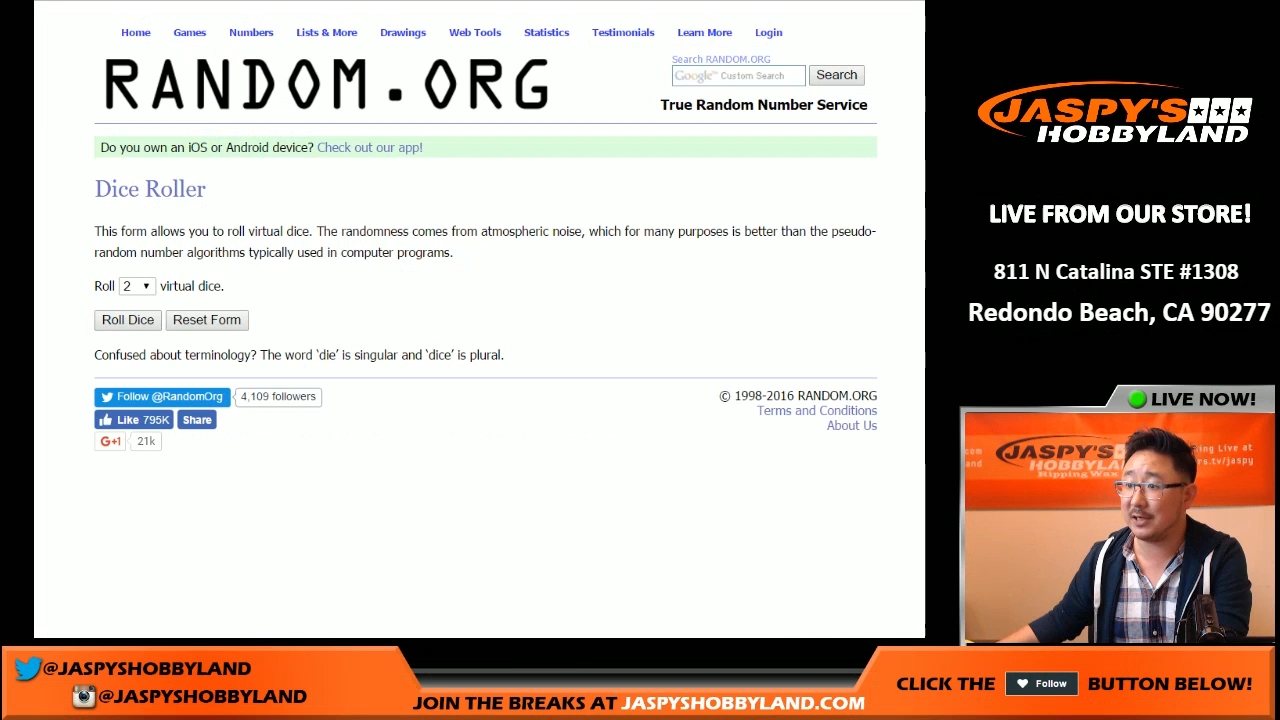 Home Games Numbers Lists & More Drawings Web Tools Statistics Testimonials Learn More Login
RANDOM.ORG
Search RANDOM.ORG
Google™ Custom Search Search
True Random Number Service
Do you own an iOS or Android device? Check out our app!
Dice Roller
This form allows you to roll virtual dice. The randomness comes from atmospheric noise, which for many purposes is better than the pseudo-
random number algorithms typically used in computer programs.
Roll 2 virtual dice.
Roll Dice Reset Form
Confused about terminology? The word ‘die’ is singular and ‘dice’ is plural.
Follow @RandomOrg 4,109 followers
Like 795K Share
G+1 21k
© 1998-2016 RANDOM.ORG
Terms and Conditions
About Us
JASPY'S
HOBBYLAND
LIVE FROM OUR STORE!
811 N Catalina STE #1308
Redondo Beach, CA 90277
LIVE NOW!
JASPY'S
Ripping Wax
@JASPYSHOBBYLAND
@JASPYSHOBBYLAND
JOIN THE BREAKS AT JASPYSHOBBYLAND.COM
CLICK THE Follow BUTTON BELOW!